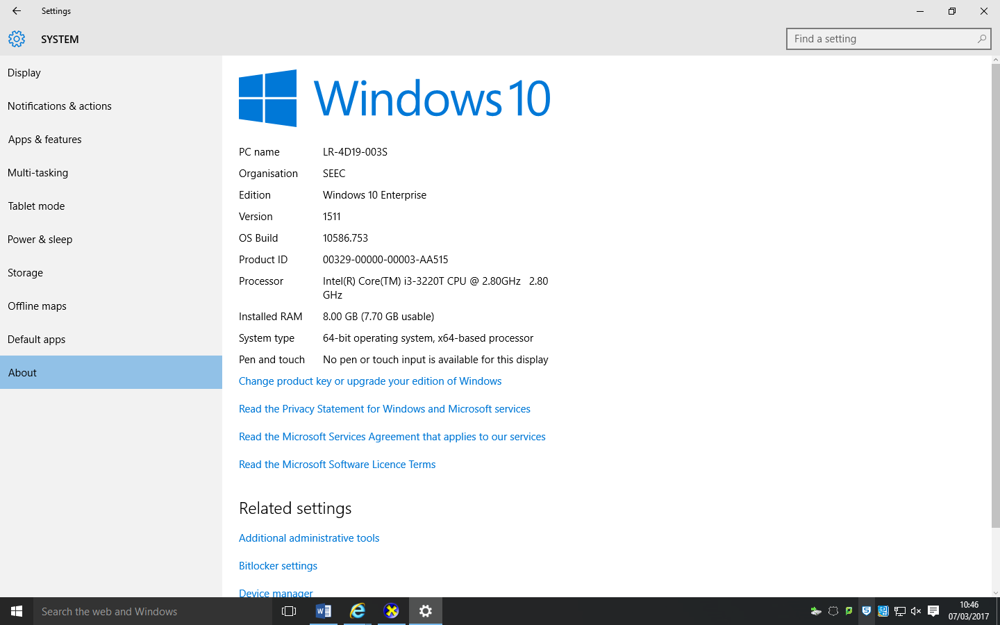 Settings
SYSTEM
Find a setting
Display
Notifications & actions
Apps & features
Multi-tasking
Tablet mode
Power & sleep
Storage
Offline maps
Default apps
About
Windows 10
PC name LR-4D19-003S
Organisation SEEC
Edition Windows 10 Enterprise
Version 1511
OS Build 10586.753
Product ID 00329-00000-00003-AA515
Processor Intel(R) Core(TM) i3-3220T CPU @ 2.80GHz 2.80
GHz
Installed RAM 8.00 GB (7.70 GB usable)
System type 64-bit operating system, x64-based processor
Pen and touch No pen or touch input is available for this display
Change product key or upgrade your edition of Windows
Read the Privacy Statement for Windows and Microsoft services
Read the Microsoft Services Agreement that applies to our services
Read the Microsoft Software Licence Terms
Related settings
Additional administrative tools
Bitlocker settings
Device manager
Search the web and Windows
10:46
07/03/2017